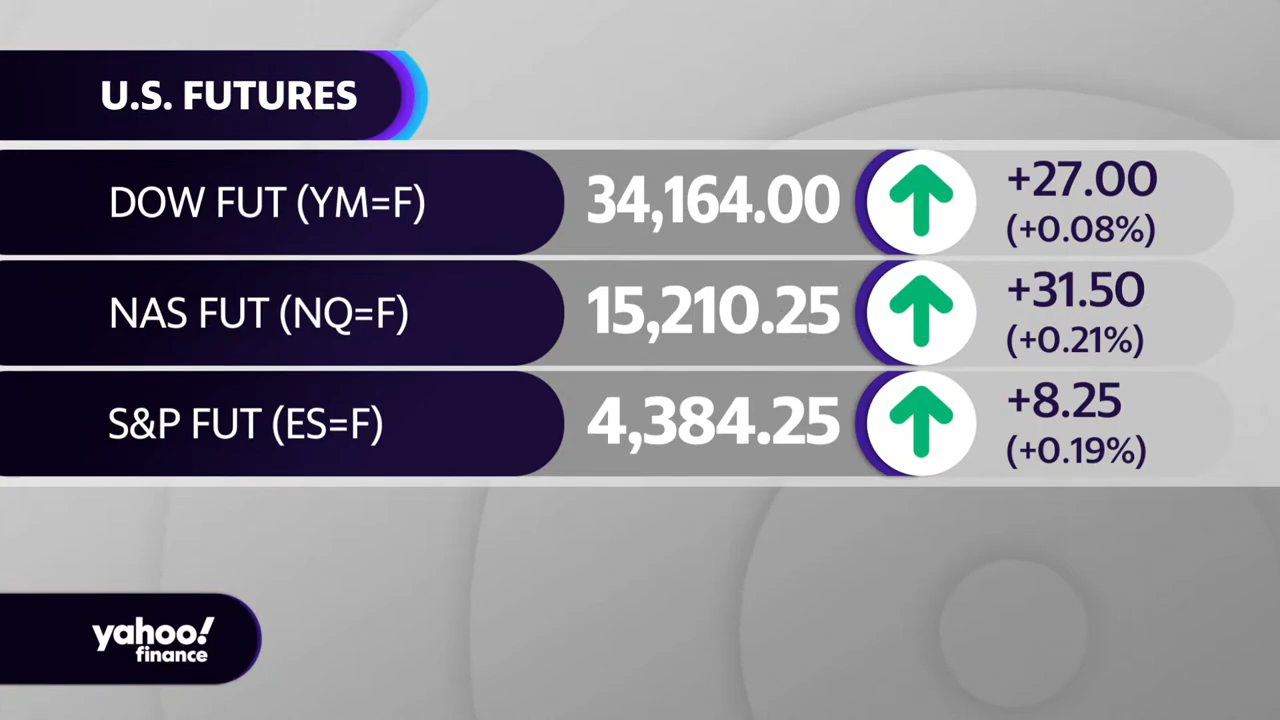 U.S. FUTURES
DOW FUT (YM=F) 34,164.00 +27.00
(+0.08%)
NAS FUT (NQ=F) 15,210.25 +31.50
(+0.21%)
S&P FUT (ES=F) 4,384.25 +8.25
(+0.19%)
yahoo!
finance